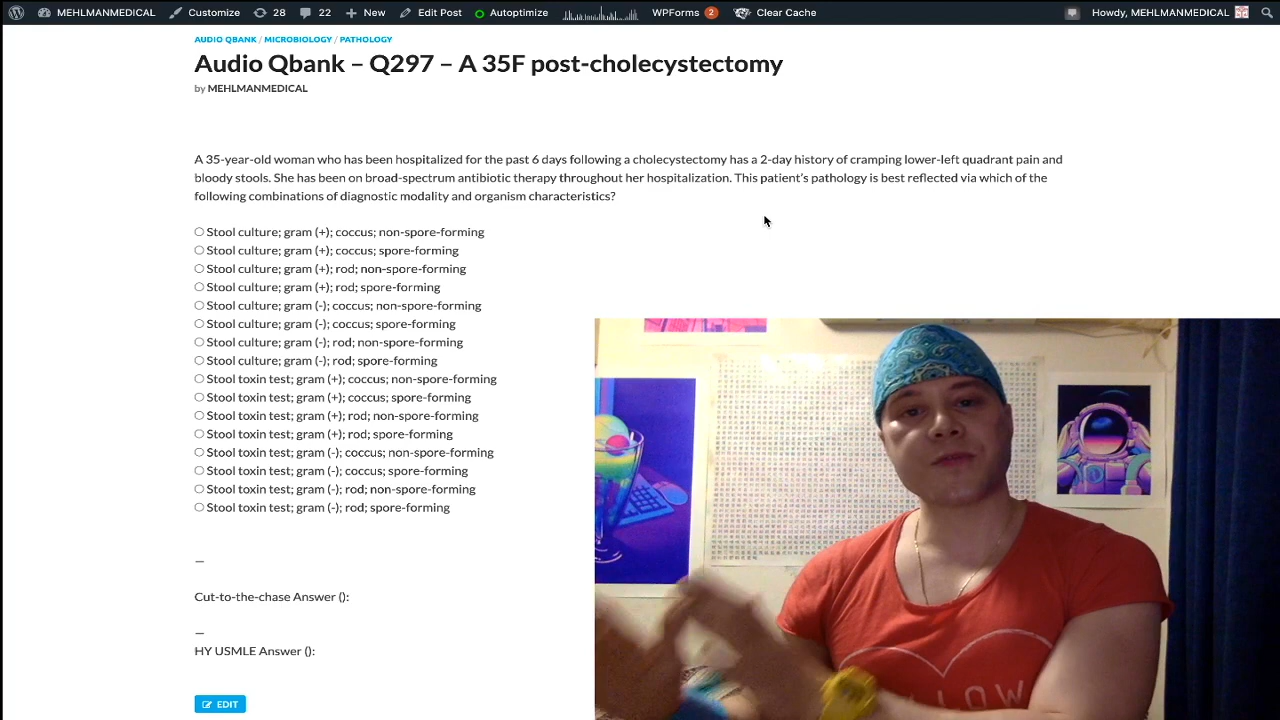 MEHLMANMEDICAL Customize 28 22 New Edit Post Autoptimize WPForms 2 Clear Cache Howdy, MEHLMANMEDICAL
AUDIO QBANK / MICROBIOLOGY / PATHOLOGY
Audio Qbank – Q297 – A 35F post-cholecystectomy
by MEHLMANMEDICAL
A 35-year-old woman who has been hospitalized for the past 6 days following a cholecystectomy has a 2-day history of cramping lower-left quadrant pain and
bloody stools. She has been on broad-spectrum antibiotic therapy throughout her hospitalization. This patient’s pathology is best reflected via which of the
following combinations of diagnostic modality and organism characteristics?
Stool culture; gram (+); coccus; non-spore-forming
Stool culture; gram (+); coccus; spore-forming
Stool culture; gram (+); rod; non-spore-forming
Stool culture; gram (+); rod; spore-forming
Stool culture; gram (-); coccus; non-spore-forming
Stool culture; gram (-); coccus; spore-forming
Stool culture; gram (-); rod; non-spore-forming
Stool culture; gram (-); rod; spore-forming
Stool toxin test; gram (+); coccus; non-spore-forming
Stool toxin test; gram (+); coccus; spore-forming
Stool toxin test; gram (+); rod; non-spore-forming
Stool toxin test; gram (+); rod; spore-forming
Stool toxin test; gram (-); coccus; non-spore-forming
Stool toxin test; gram (-); coccus; spore-forming
Stool toxin test; gram (-); rod; non-spore-forming
Stool toxin test; gram (-); rod; spore-forming
—
Cut-to-the-chase Answer ():
—
HY USMLE Answer ():
EDIT